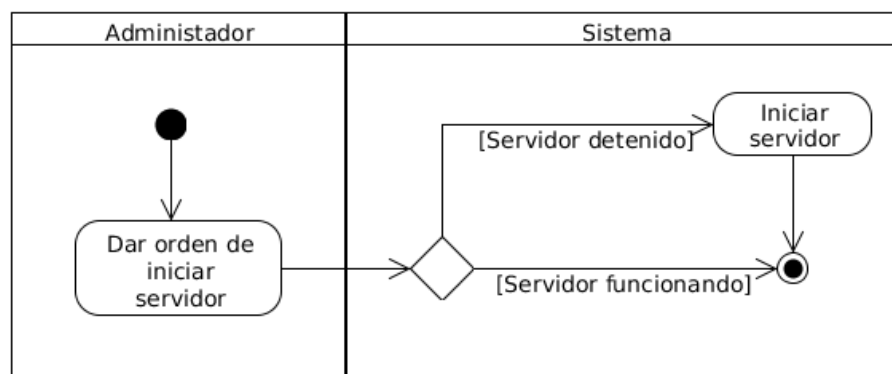 Administador
Sistema
Iniciar
servidor
[Servidor detenido]
Dar orden de
iniciar
servidor
[Servidor funcionando]